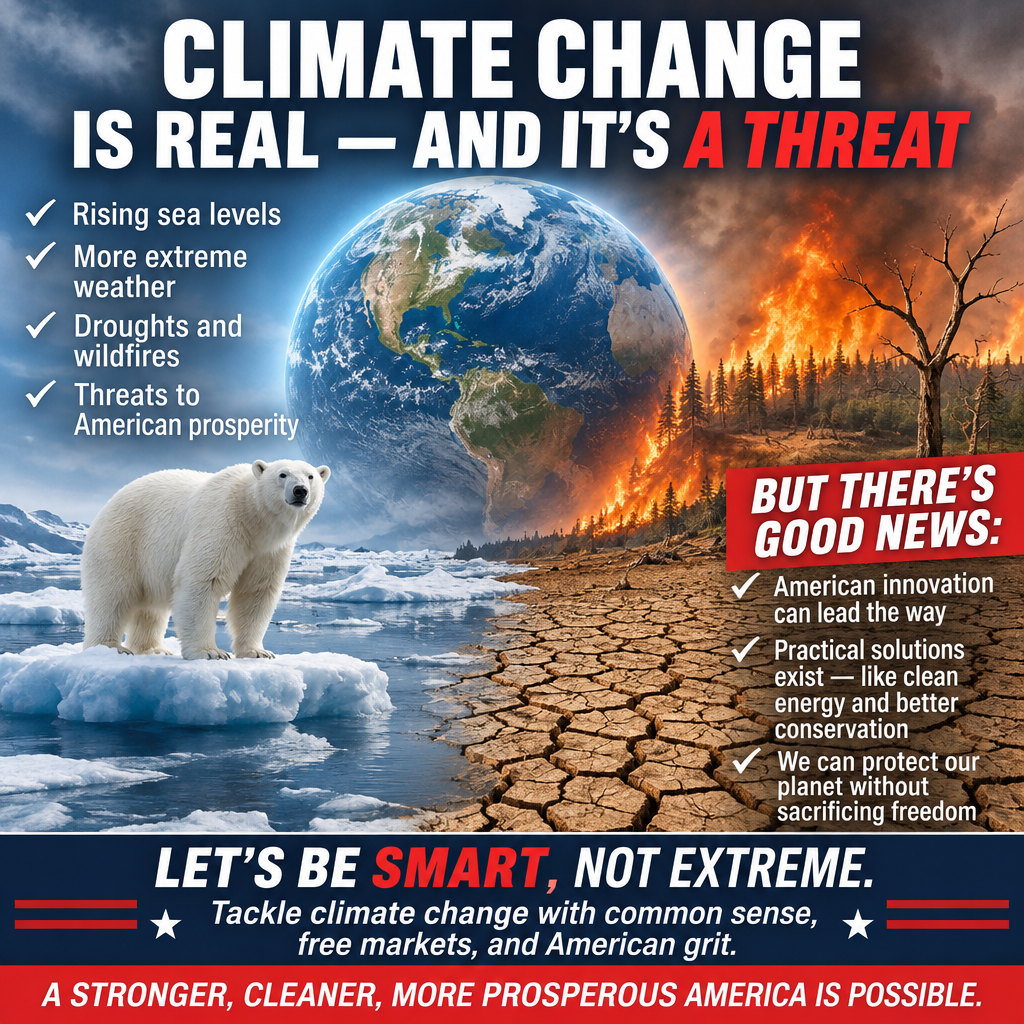 CLIMATE CHANGE
IS REAL — AND IT'S A THREAT
✓ Rising sea levels
✓ More extreme
weather
✓ Droughts and
wildfires
✓ Threats to
American prosperity
BUT THERE'S
GOOD NEWS:
✓ American innovation
can lead the way
✓ Practical solutions
exist — like clean
energy and better
conservation
✓ We can protect our
planet without
sacrificing freedom
LET'S BE SMART, NOT EXTREME.
Tackle climate change with common sense,
free markets, and American grit.
A STRONGER, CLEANER, MORE PROSPEROUS AMERICA IS POSSIBLE.